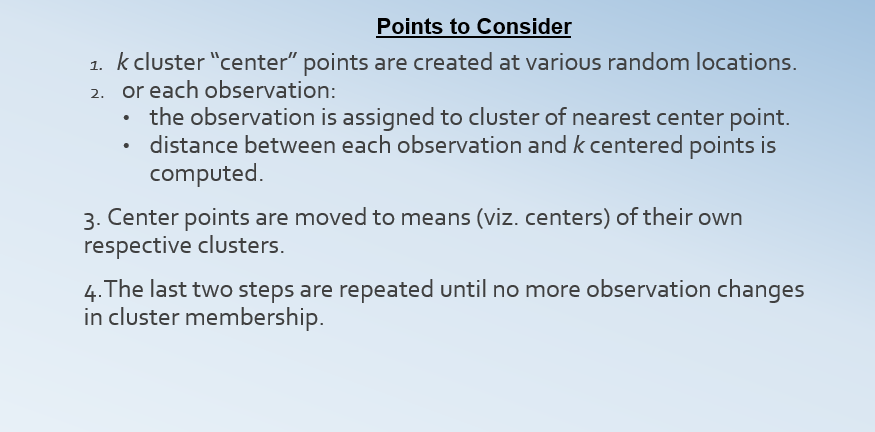 Points to Consider
1. k cluster “center” points are created at various random locations.
2. or each observation:
• the observation is assigned to cluster of nearest center point.
• distance between each observation and k centered points is
computed.
3. Center points are moved to means (viz. centers) of their own
respective clusters.
4.The last two steps are repeated until no more observation changes
in cluster membership.